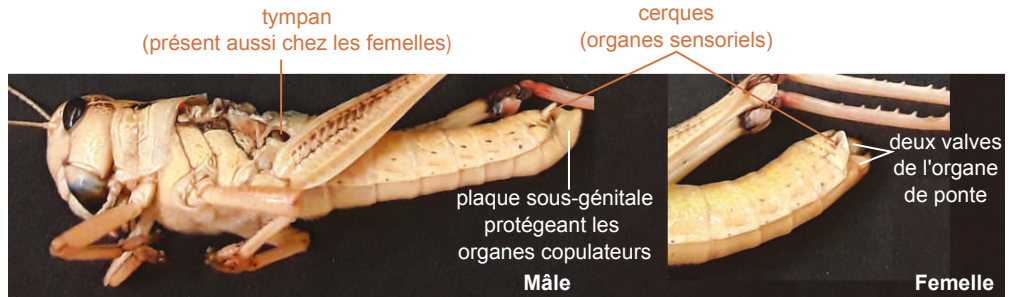 tympan
(présent aussi chez les femelles)
cerques
(organes sensoriels)
deux valves
de l'organe
de ponte
plaque sous-génitale
protégeant les
organes copulateurs
Mâle
Femelle